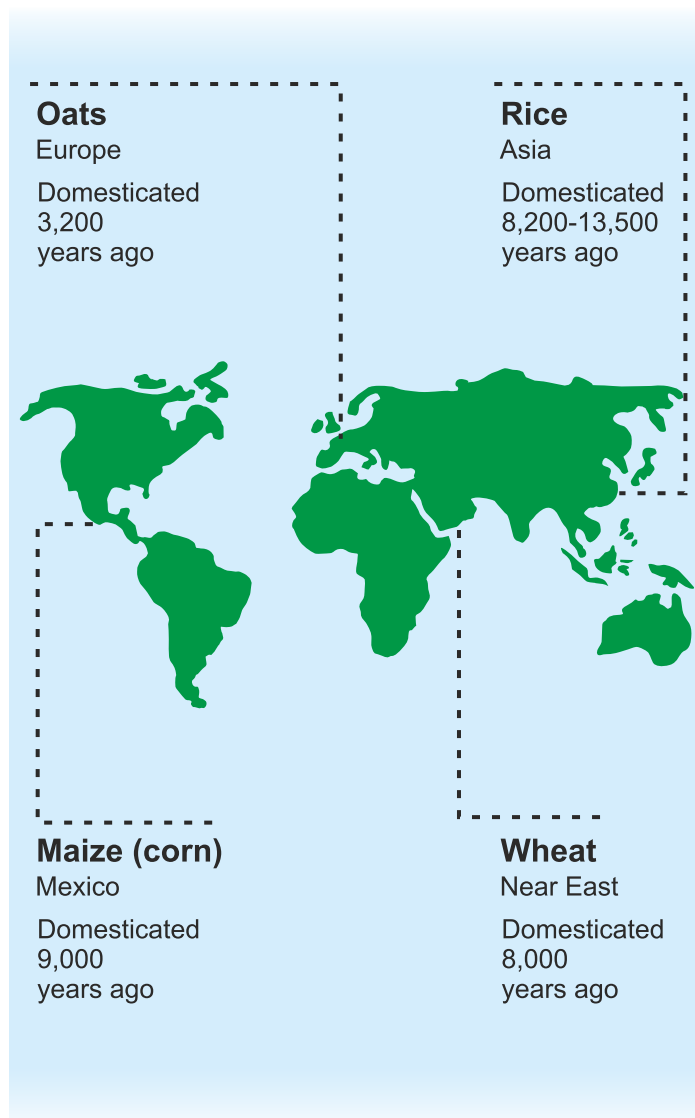 Oats
Europe
Domesticated
3,200
years ago
Rice
Asia
Domesticated
8,200-13,500
years ago
Maize (corn)
Mexico
Domesticated
9,000
years ago
Wheat
Near East
Domesticated
8,000
years ago